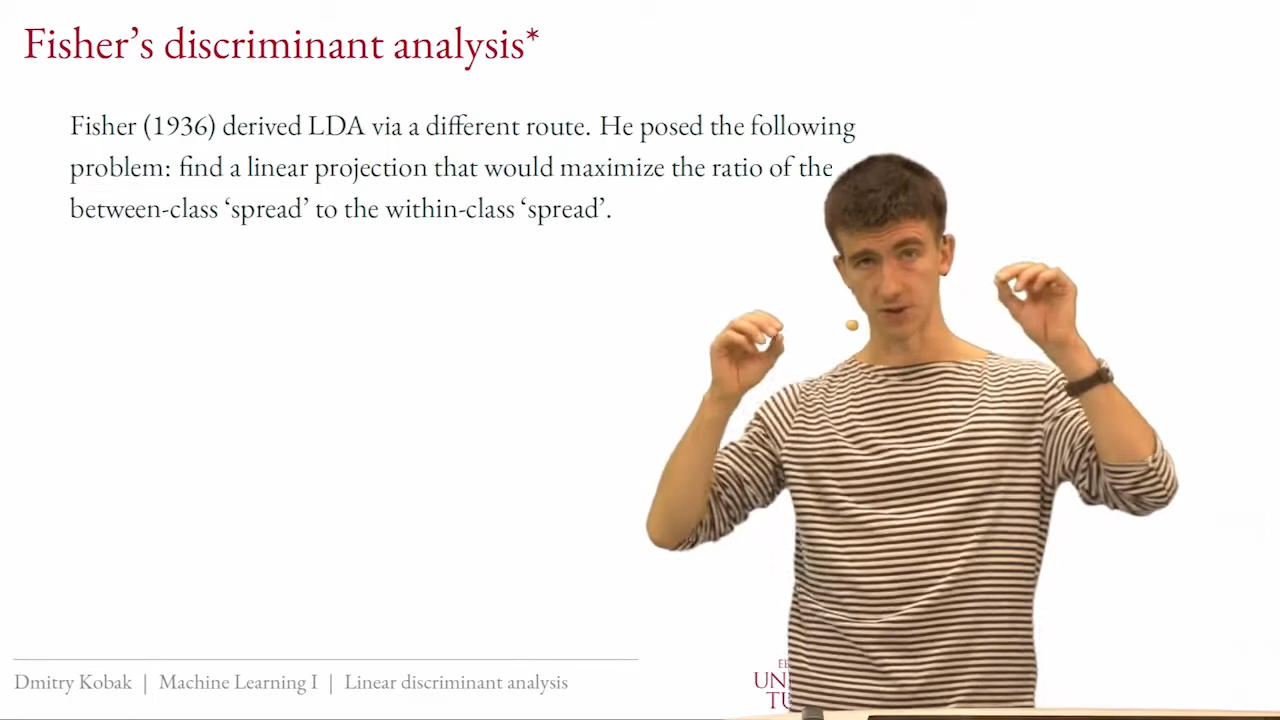 Fisher's discriminant analysis*
Fisher (1936) derived LDA via a different route. He posed the following
problem: find a linear projection that would maximize the ratio of the
between-class ‘spread’ to the within-class ‘spread’.
Dmitry Kobak | Machine Learning I | Linear discriminant analysis